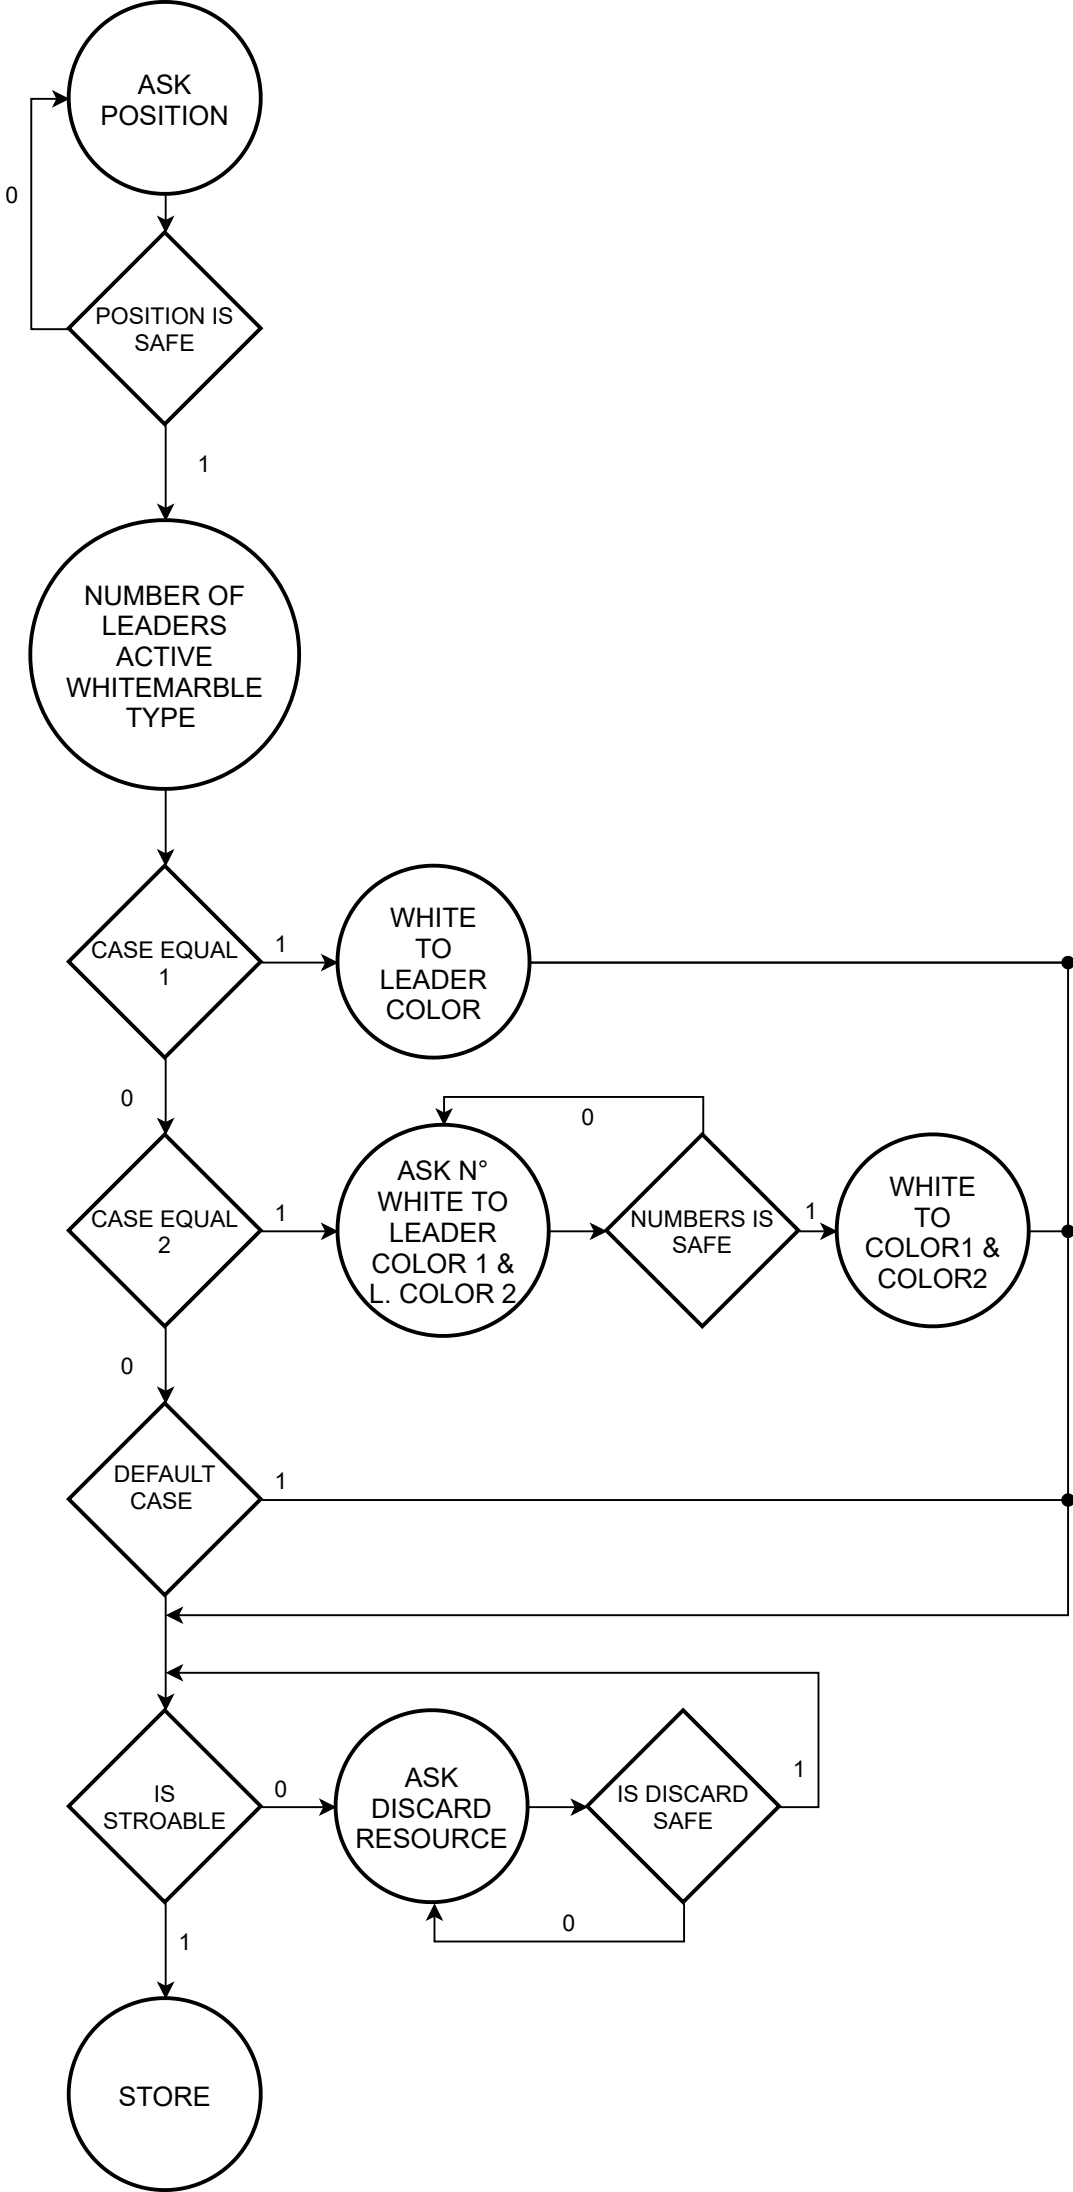 ASK
POSITION
0
POSITION IS
SAFE
1
NUMBER OF
LEADERS
ACTIVE
WHITEMARBLE
TYPE
CASE EQUAL
1
1
WHITE
TO
LEADER
COLOR
0
CASE EQUAL
2
1
ASK N°
WHITE TO
LEADER
COLOR 1 &
L. COLOR 2
0
NUMBERS IS
SAFE
1
WHITE
TO
COLOR1 &
COLOR2
0
DEFAULT
CASE
1
IS
STROABLE
0
ASK
DISCARD
RESOURCE
IS DISCARD
SAFE
1
0
1
STORE